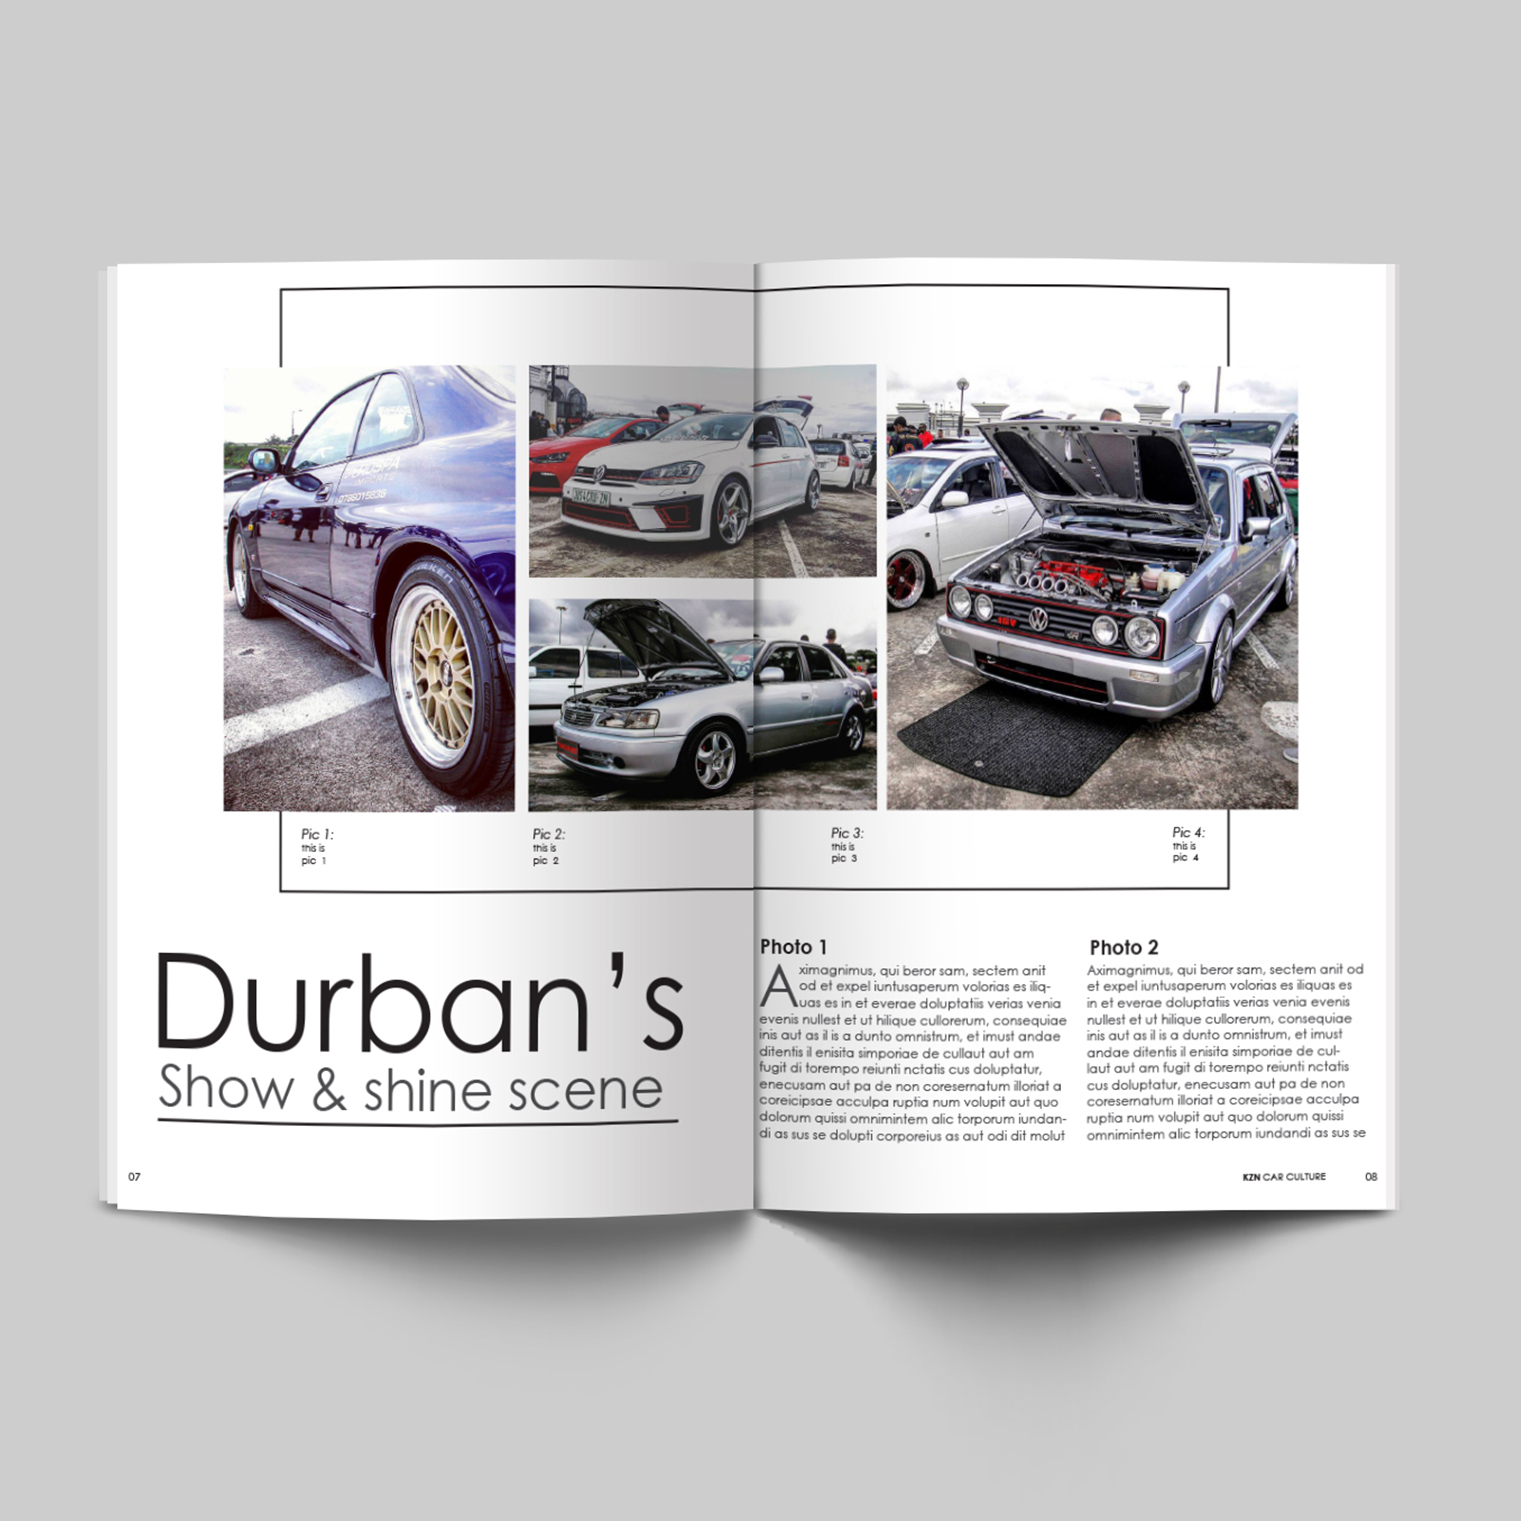 FALKEN
Pic 1:
this is
pic 1
Pic 2:
this is
pic 2
Pic 3:
this is
pic 3
Pic 4:
this is
pic 4
Durban's
Show & shine scene
Photo 1
Aximagnimus, qui beror sam, sectem anit
od et expel iuntusaperum volorias es iliq-
uas es in et everae doluptatiis verias venia
evenis nullest et ut hilique cullorerum, consequiae
inis aut as il is a dunto omnistrum, et imust andae
ditentis il enisita simporiae de cullaut aut am
fugit di torempo reiunti nctatis cus doluptatur,
enecusam aut pa de non coresernatum illoriat a
coreicipsae acculpa ruptia num volupit aut quo
dolorum quissi omnimintem alic torporum iundan-
di as sus se dolupti corporeius as aut odi dit molut
Photo 2
Aximagnimus, qui beror sam, sectem anit od
et expel iuntusaperum volorias es iliquas es
in et everae doluptatiis verias venia evenis
nullest et ut hilique cullorerum, consequiae
inis aut as il is a dunto omnistrum, et imust
andae ditentis il enisita simporiae de cul-
laut aut am fugit di torempo reiunti nctatis
cus doluptatur, enecusam aut pa de non
coresernatum illoriat a coreicipsae acculpa
ruptia num volupit aut quo dolorum quissi
omnimintem alic torporum iundandi as sus se
07
KZN CAR CULTURE
08